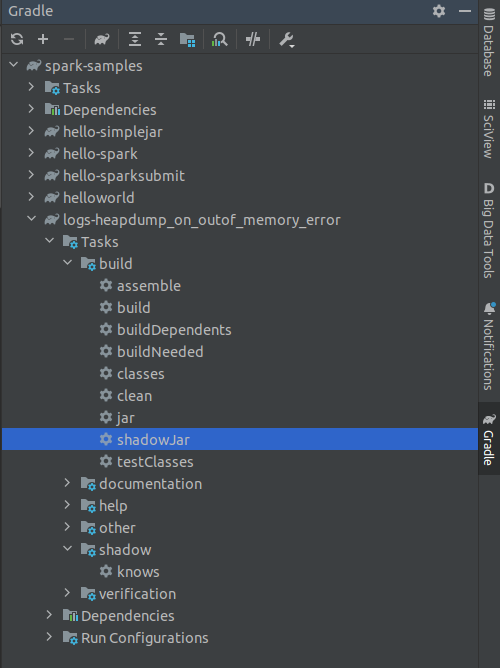 Gradle
spark-samples
Tasks
Dependencies
hello-simplejar
hello-spark
hello-sparksubmit
helloworld
logs-heapdump_on_outof_memory_error
Tasks
build
assemble
build
buildDependents
buildNeeded
classes
clean
jar
shadowJar
testClasses
documentation
help
other
shadow
knows
verification
Dependencies
Run Configurations
Database
SciView
D Big Data Tools
Notifications
Gradle